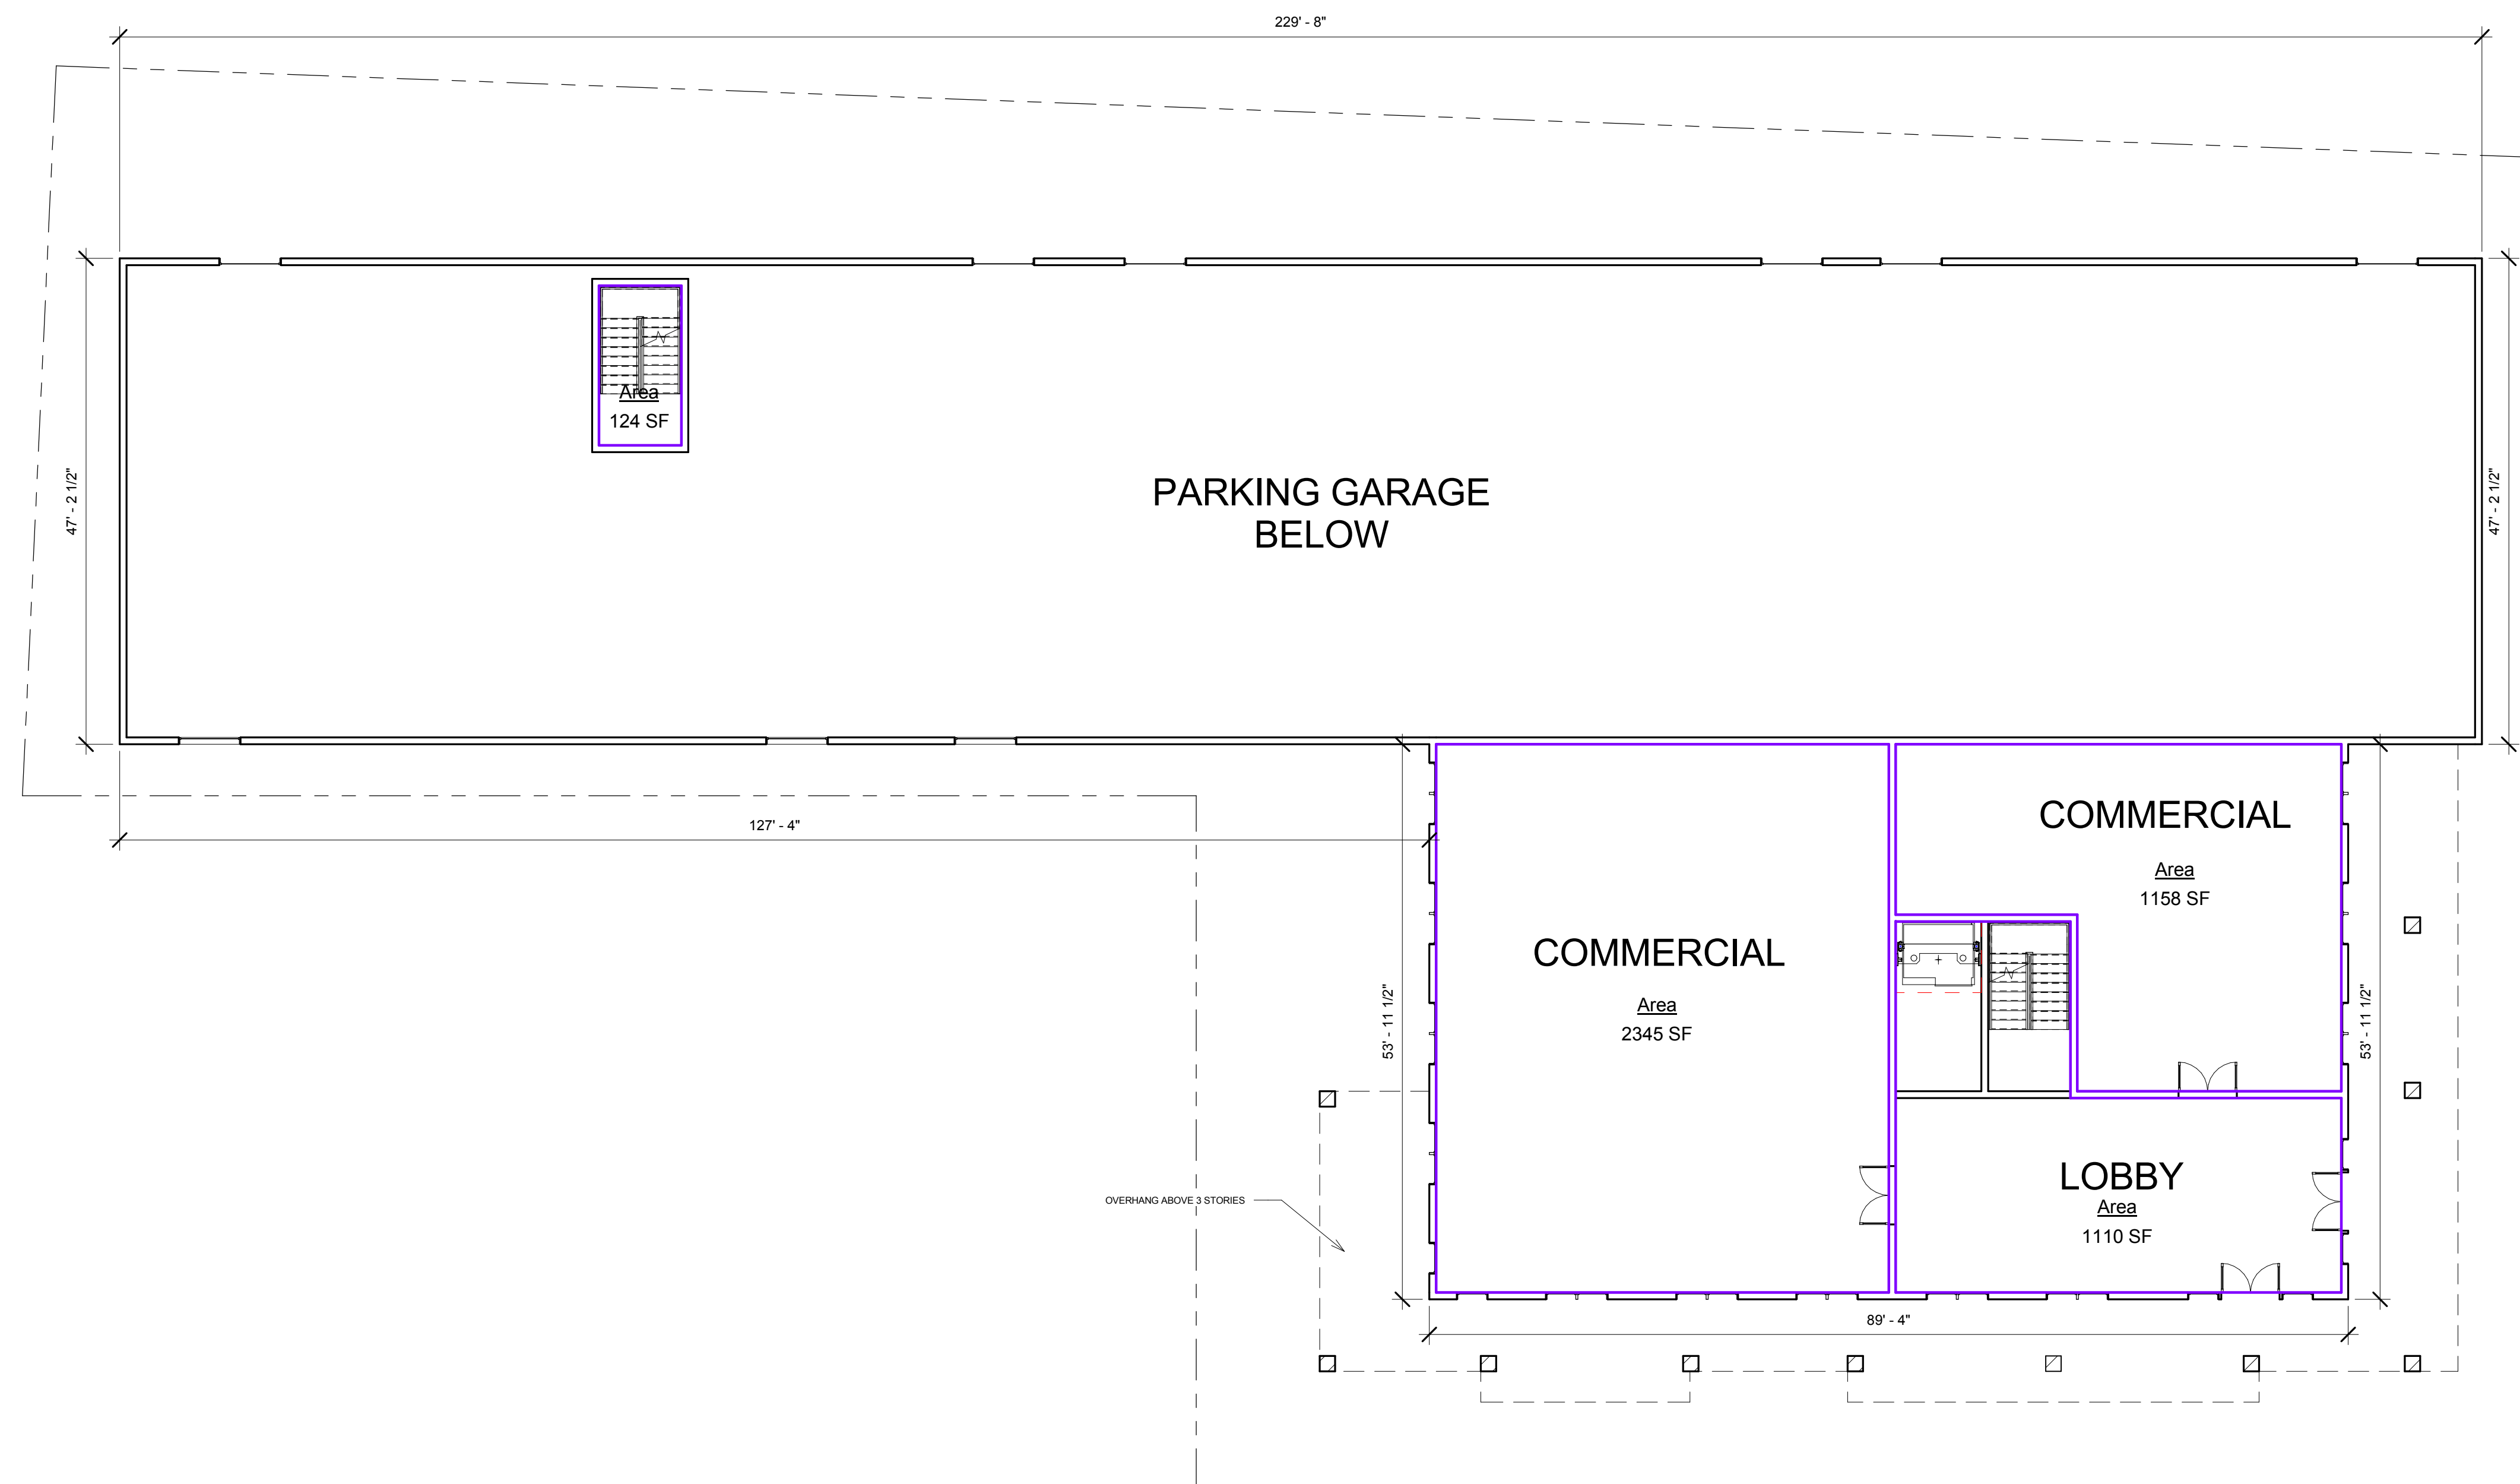 229' - 8"
Area
124 SF
47' - 2 1/2"
PARKING GARAGE
BELOW
47' - 2 1/2"
127' - 4"
COMMERCIAL
Area
1158 SF
COMMERCIAL
Area
2345 SF
53' - 11 1/2"
53' - 11 1/2"
OVERHANG ABOVE 3 STORIES
LOBBY
Area
1110 SF
89' - 4"